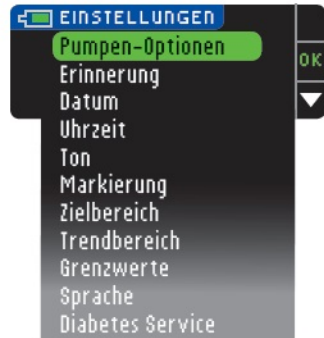 EINSTELLUNGEN
Pumpen-Optionen
OK
Erinnerung
Datum
Uhrzeit
Ton
Markierung
Zielbereich
Trendbereich
Grenzwerte
Sprache
Diabetes Service